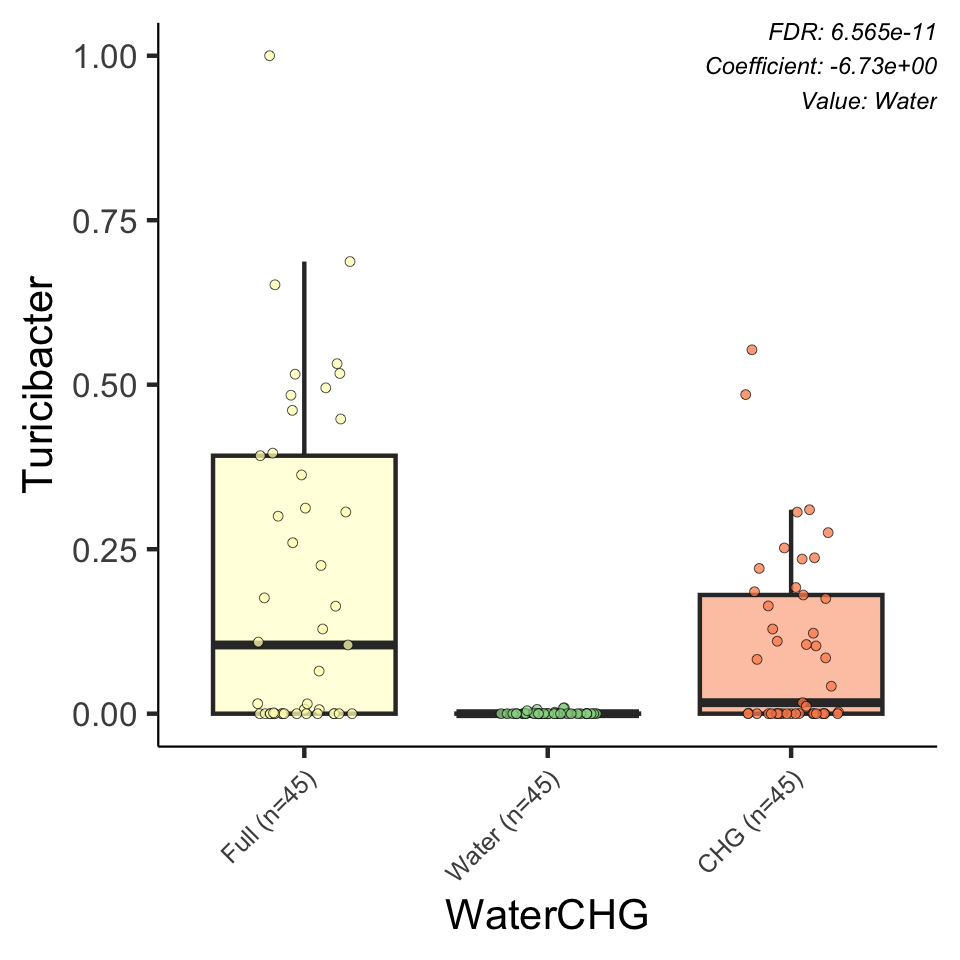 FDR: 6.565e-11
Coefficient: -6.73e+00
Value: Water
1.00
0.75
0.50
0.25
0.00
Turicibacter
Full (n=45)
Water (n=45)
CHG (n=45)
WaterCHG